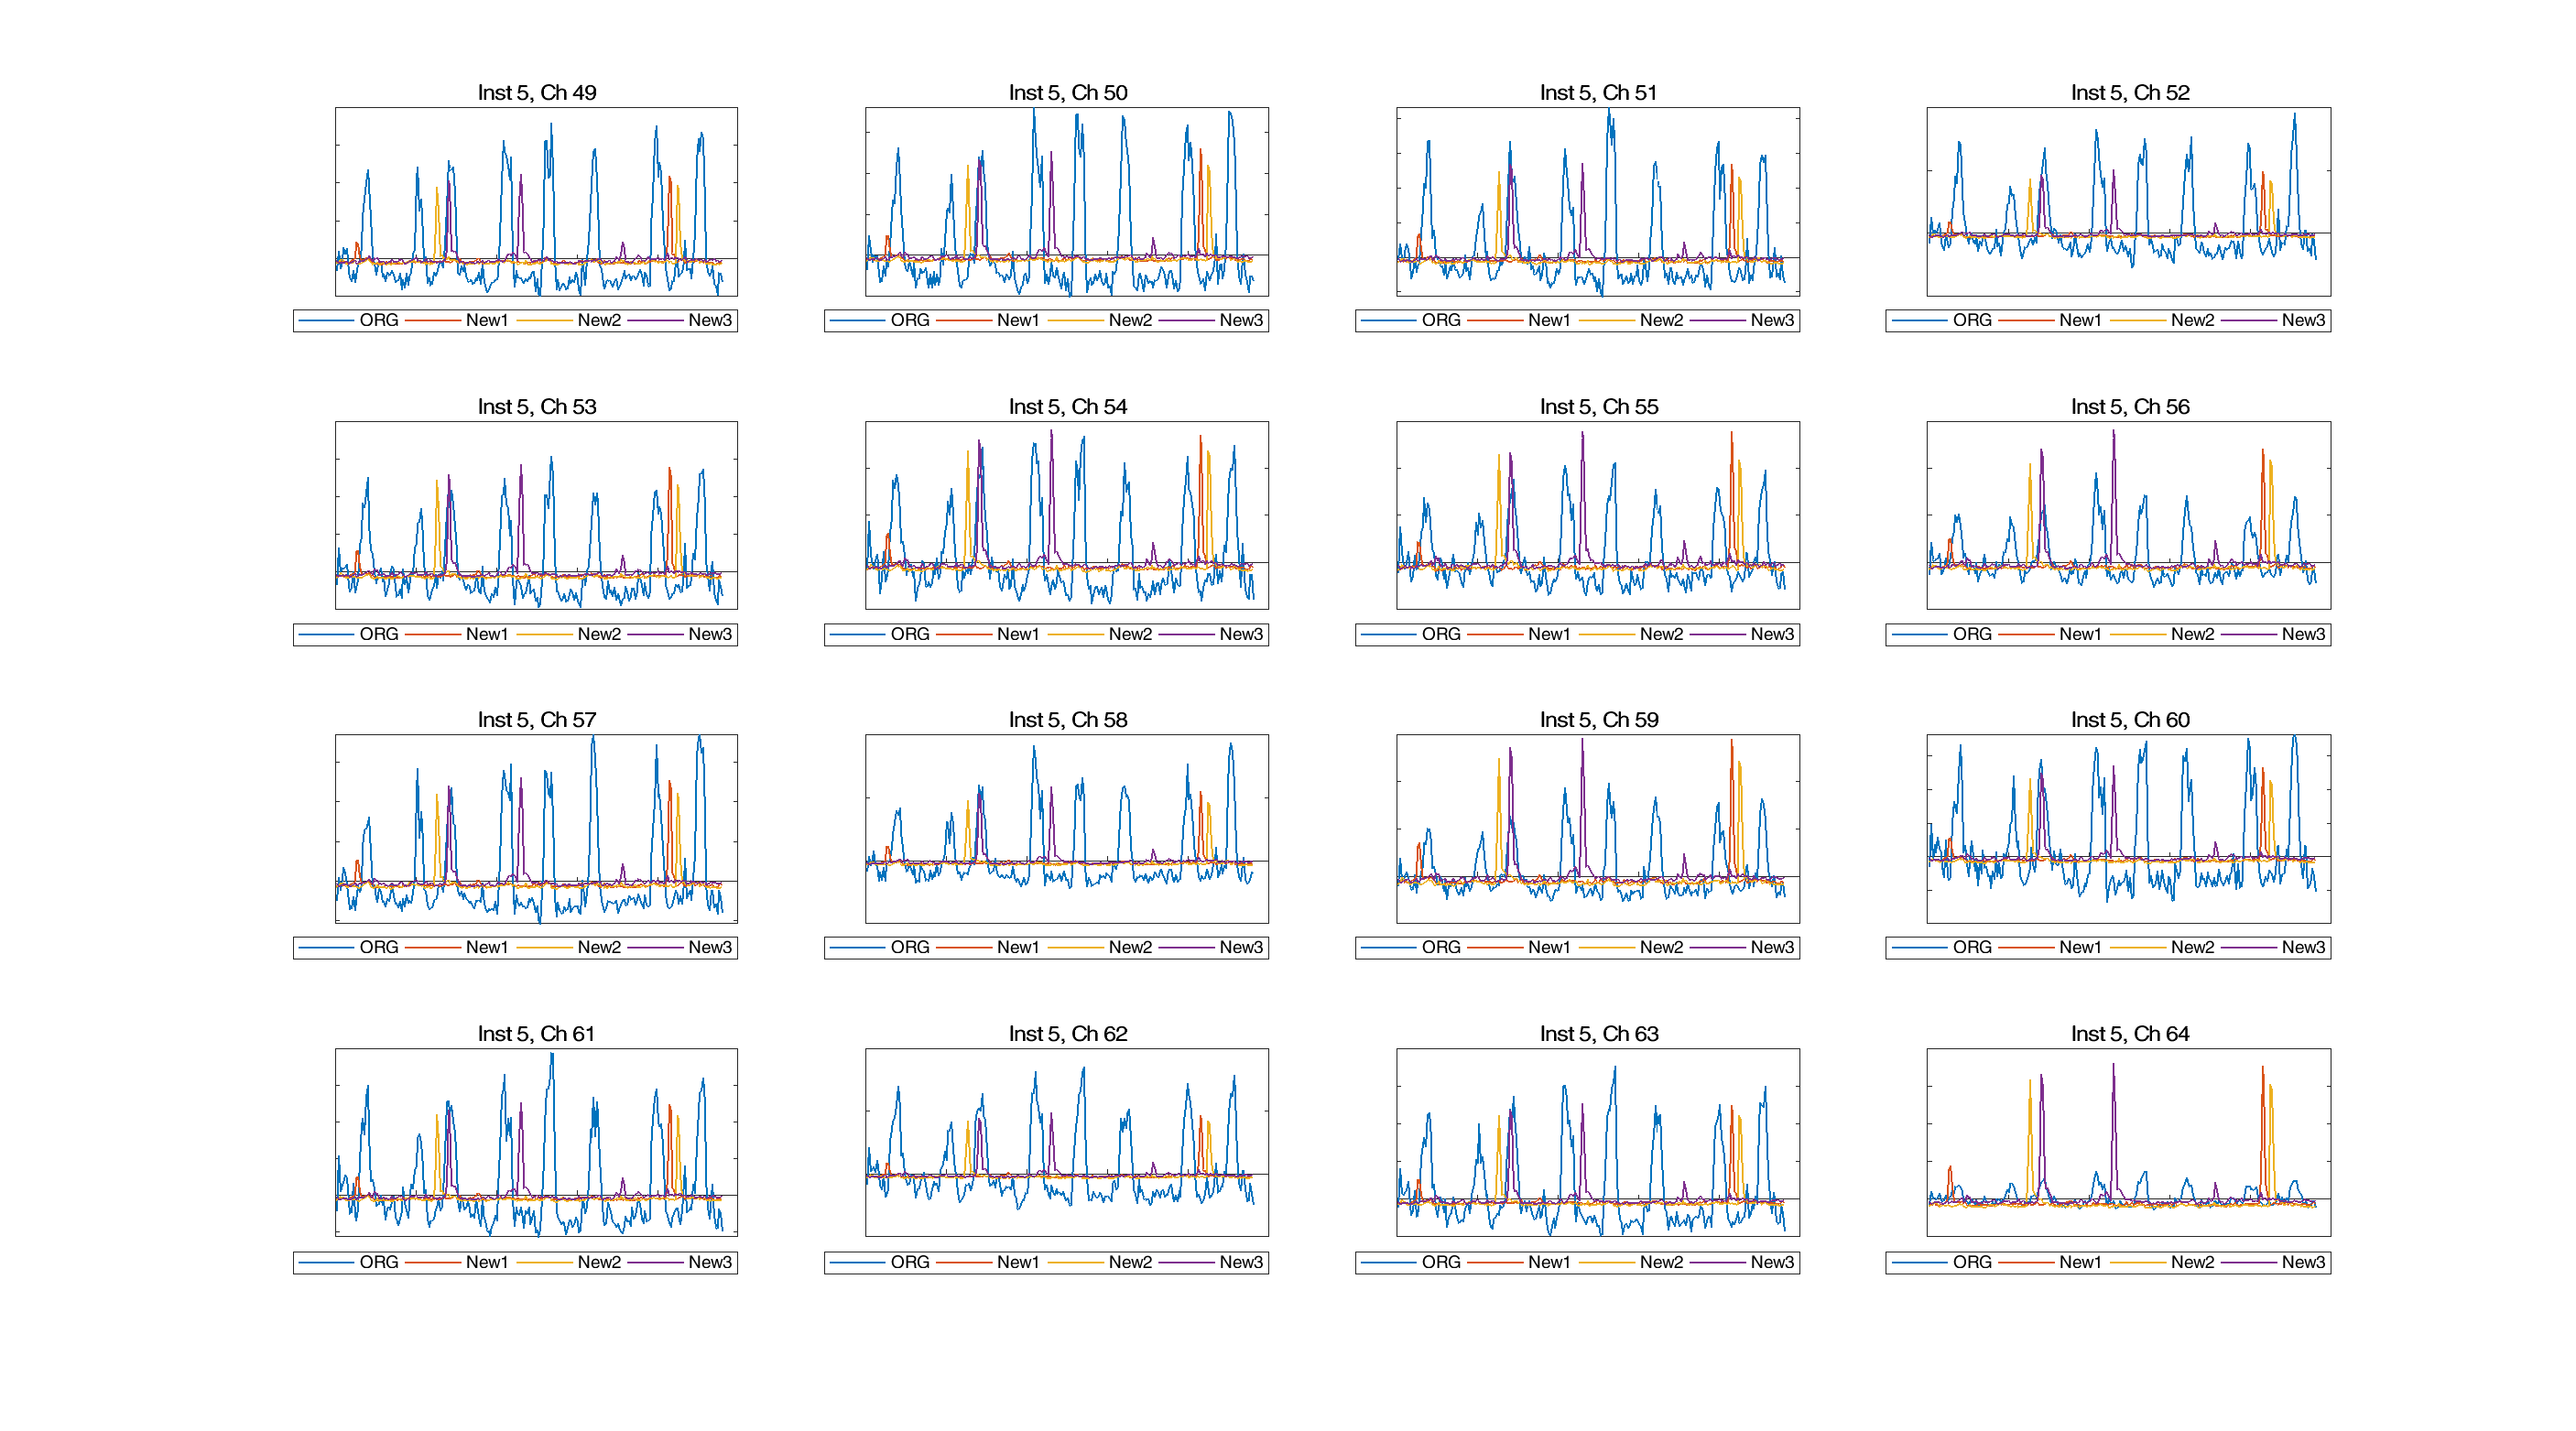 Inst 5, Ch 49
ORG New1 New2 New3
Inst 5, Ch 50
ORG New1 New2 New3
Inst 5, Ch 51
ORG New1 New2 New3
Inst 5, Ch 52
ORG New1 New2 New3
Inst 5, Ch 53
ORG New1 New2 New3
Inst 5, Ch 54
ORG New1 New2 New3
Inst 5, Ch 55
ORG New1 New2 New3
Inst 5, Ch 56
ORG New1 New2 New3
Inst 5, Ch 57
ORG New1 New2 New3
Inst 5, Ch 58
ORG New1 New2 New3
Inst 5, Ch 59
ORG New1 New2 New3
Inst 5, Ch 60
ORG New1 New2 New3
Inst 5, Ch 61
ORG New1 New2 New3
Inst 5, Ch 62
ORG New1 New2 New3
Inst 5, Ch 63
ORG New1 New2 New3
Inst 5, Ch 64
ORG New1 New2 New3